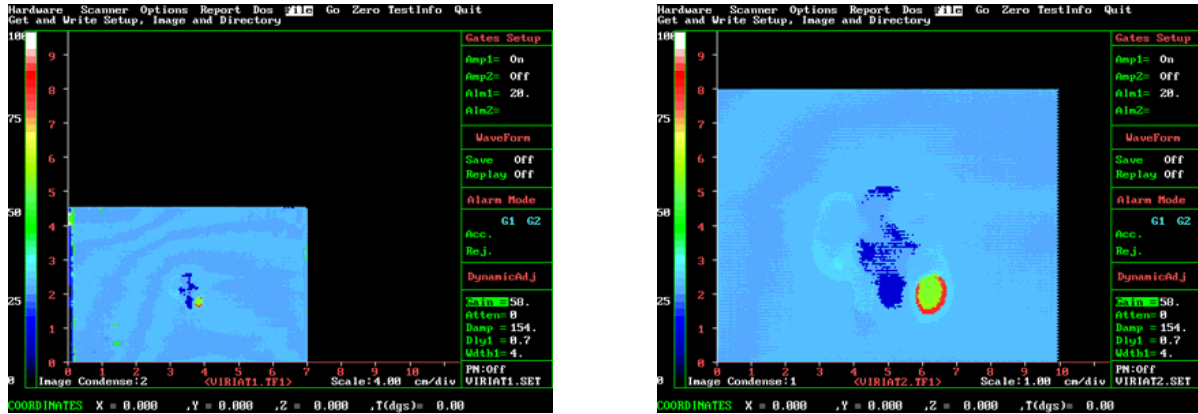 Hardware Scanner Options Report Dos File Go Zero TestInfo Quit
Get and Write Setup, Image and Directory
100
75
50
25
0
9
8
7
6
5
4
3
2
1
0
0 1 2 3 4 5 6 7 8 9 10
Image Condense:2 <VIRIAT1.TF1> Scale:4.00 cm/div
Gates Setup
Amp1= On
Amp2= Off
Alm1= 20.
Alm2=
WaveForm
Save Off
Replay Off
Alarm Mode
G1 G2
Acc.
Rej.
DynamicAdj
Gain =58.
Atten=0
Damp =154.
Dly1 =0.7
Wdth1=4.
PN:Off
VIRIAT1.SET
COORDINATES X = 0.000 ,Y = 0.000 ,Z = 0.000 ,T(dgs)= 0.00
Hardware Scanner Options Report Dos File Go Zero TestInfo Quit
Get and Write Setup, Image and Directory
100
75
50
25
0
9
8
7
6
5
4
3
2
1
0
0 1 2 3 4 5 6 7 8 9 10
Image Condense:1 <VIRIAT2.TF1> Scale:1.00 cm/div
Gates Setup
Amp1= On
Amp2= Off
Alm1= 20.
Alm2=
WaveForm
Save Off
Replay Off
Alarm Mode
G1 G2
Acc.
Rej.
DynamicAdj
Gain =58.
Atten=0
Damp =154.
Dly1 =0.7
Wdth1=4.
PN:Off
VIRIAT2.SET
COORDINATES X = 0.000 ,Y = 0.000 ,Z = 0.000 ,T(dgs)= 0.00